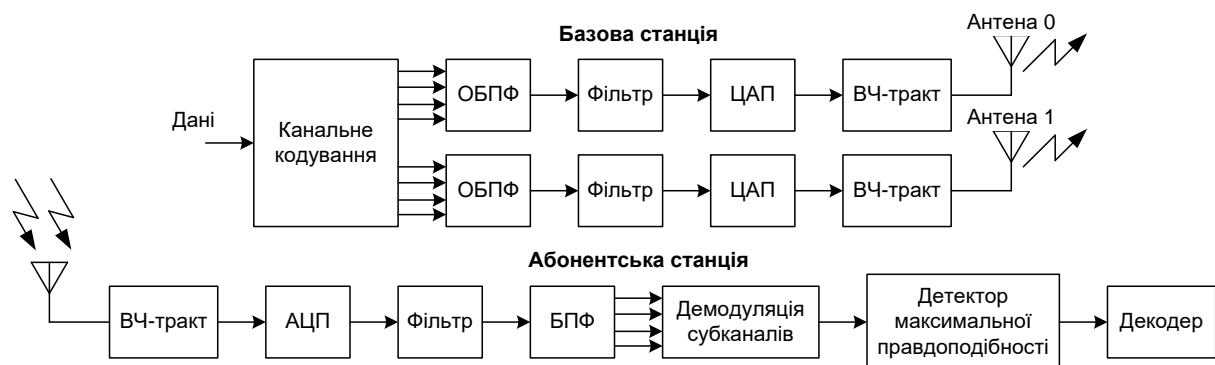 Базова станція
Антена 0
Дані
Канальне
кодування
ОБПФ
Фільтр
ЦАП
ВЧ-тракт
Антена 1
ОБПФ
Фільтр
ЦАП
ВЧ-тракт
Абонентська станція
ВЧ-тракт
АЦП
Фільтр
БПФ
Демодуляція
субканалів
Детектор
максимальної
правдоподібності
Декодер